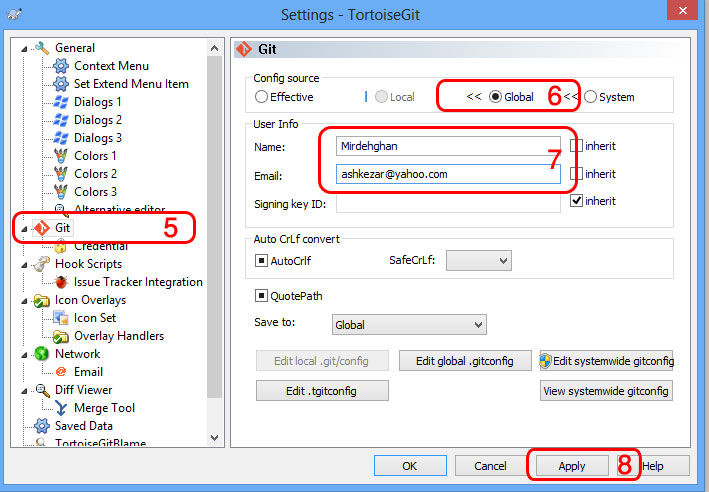 Settings - TortoiseGit
General
Context Menu
Set Extend Menu Item
Dialogs 1
Dialogs 2
Dialogs 3
Colors 1
Colors 2
Colors 3
Alternative editor
Git 5
Credential
Hook Scripts
Issue Tracker Integration
Icon Overlays
Icon Set
Overlay Handlers
Network
Email
Diff Viewer
Merge Tool
Saved Data
TortoiseGitBlame
Git
Config source
Effective | Local << Global 6 << System
User Info
Name: Mirdehghan inherit
7
Email: ashkezar@yahoo.com inherit
Signing key ID: inherit
Auto CrLf convert
AutoCrlf SafeCrLf:
QuotePath
Save to: Global
Edit local .git/config Edit global .gitconfig Edit systemwide gitconfig
Edit .tgitconfig View systemwide gitconfig
OK Cancel Apply 8 Help